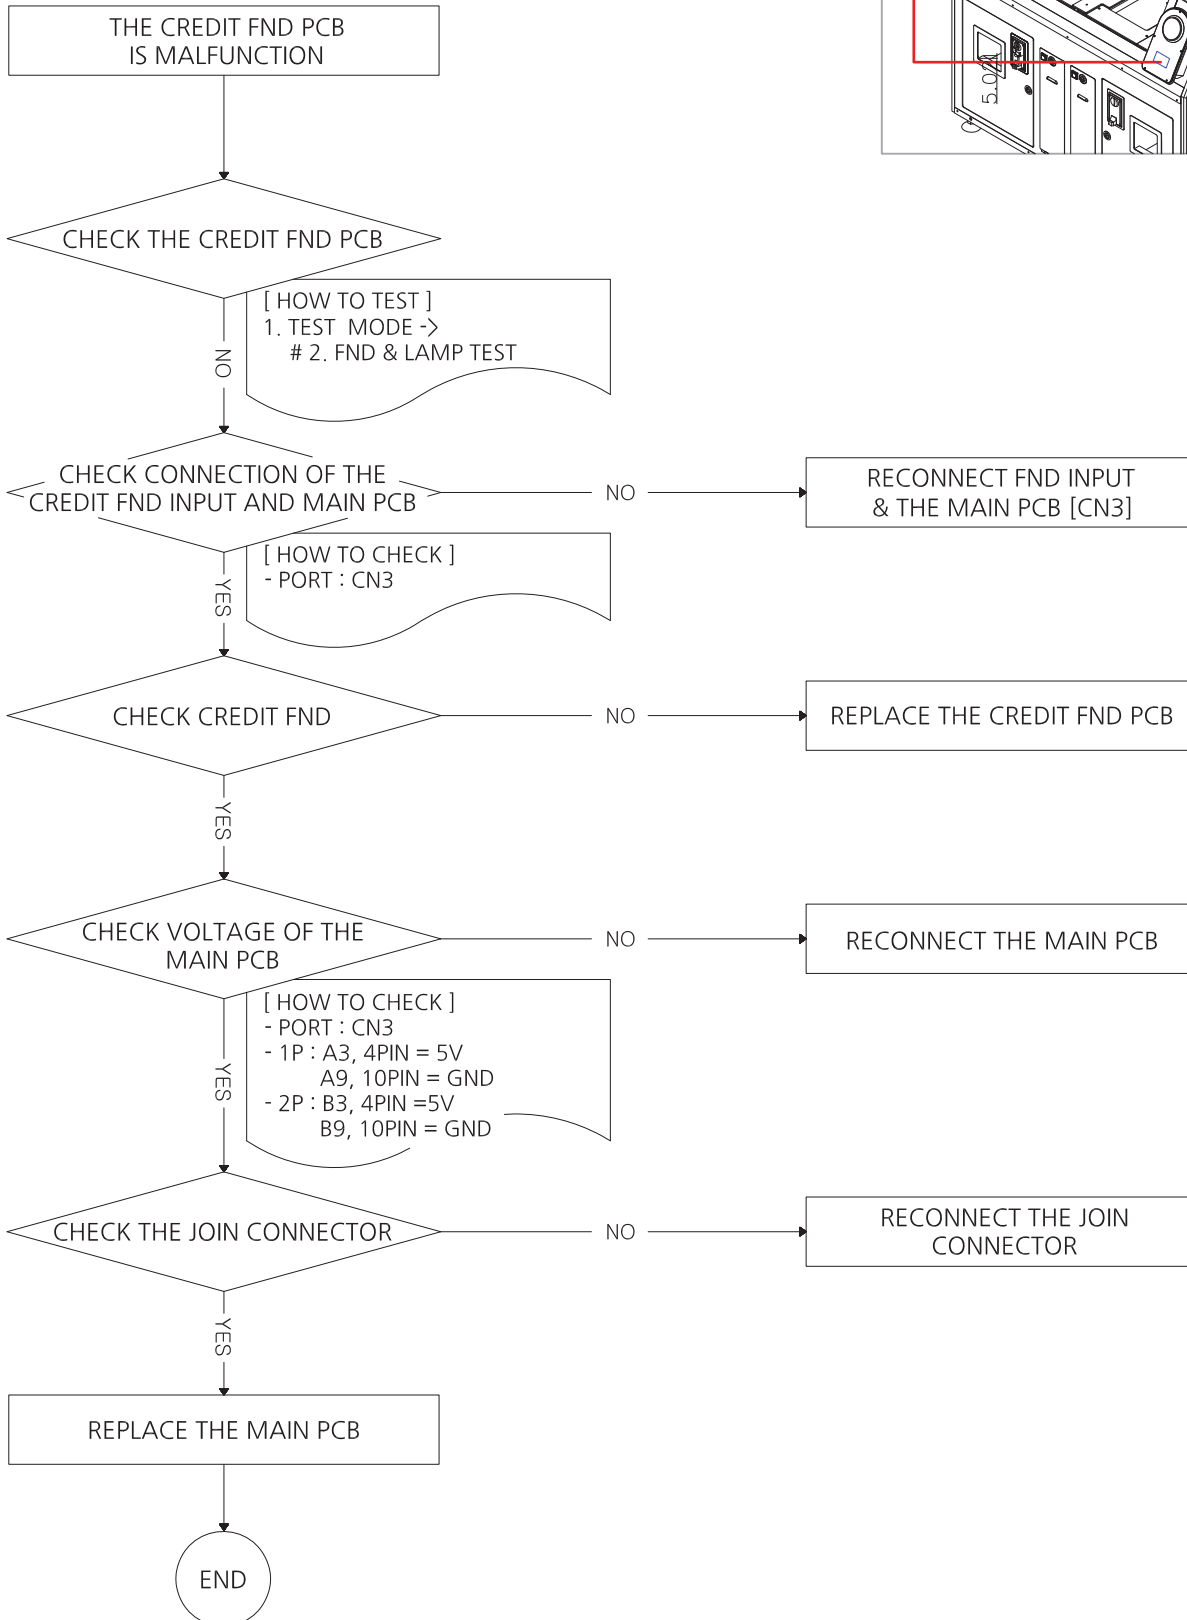 THE CREDIT FND PCB
IS MALFUNCTION
CHECK THE CREDIT FND PCB
[ HOW TO TEST ]
1. TEST MODE ->
# 2. FND & LAMP TEST
NO
CHECK CONNECTION OF THE
CREDIT FND INPUT AND MAIN PCB
NO
RECONNECT FND INPUT
& THE MAIN PCB [CN3]
[ HOW TO CHECK ]
- PORT : CN3
YES
CHECK CREDIT FND
NO
REPLACE THE CREDIT FND PCB
YES
CHECK VOLTAGE OF THE
MAIN PCB
NO
RECONNECT THE MAIN PCB
[ HOW TO CHECK ]
- PORT : CN3
- 1P : A3, 4PIN = 5V
A9, 10PIN = GND
- 2P : B3, 4PIN =5V
B9, 10PIN = GND
YES
CHECK THE JOIN CONNECTOR
NO
RECONNECT THE JOIN
CONNECTOR
YES
REPLACE THE MAIN PCB
END